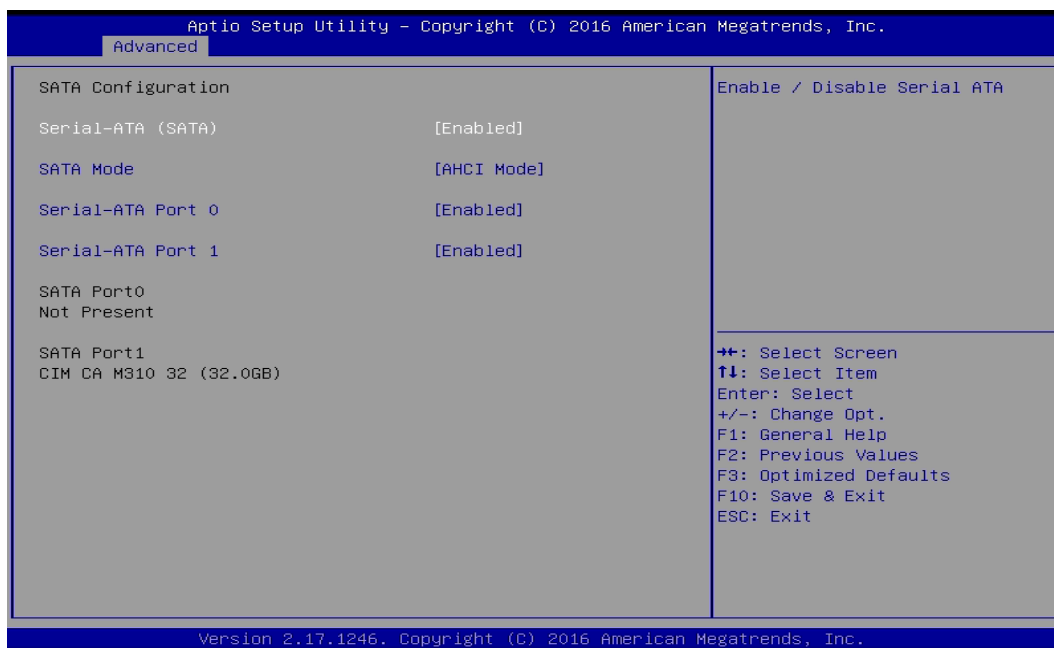 Aptio Setup Utility – Copyright (C) 2016 American Megatrends, Inc.
Advanced
SATA Configuration
Serial-ATA (SATA) [Enabled]
SATA Mode [AHCI Mode]
Serial-ATA Port 0 [Enabled]
Serial-ATA Port 1 [Enabled]
SATA Port0
Not Present
SATA Port1
CIM CA M310 32 (32.0GB)
Enable / Disable Serial ATA
→←: Select Screen
↑↓: Select Item
Enter: Select
+/-: Change Opt.
F1: General Help
F2: Previous Values
F3: Optimized Defaults
F10: Save & Exit
ESC: Exit
Version 2.17.1246. Copyright (C) 2016 American Megatrends, Inc.